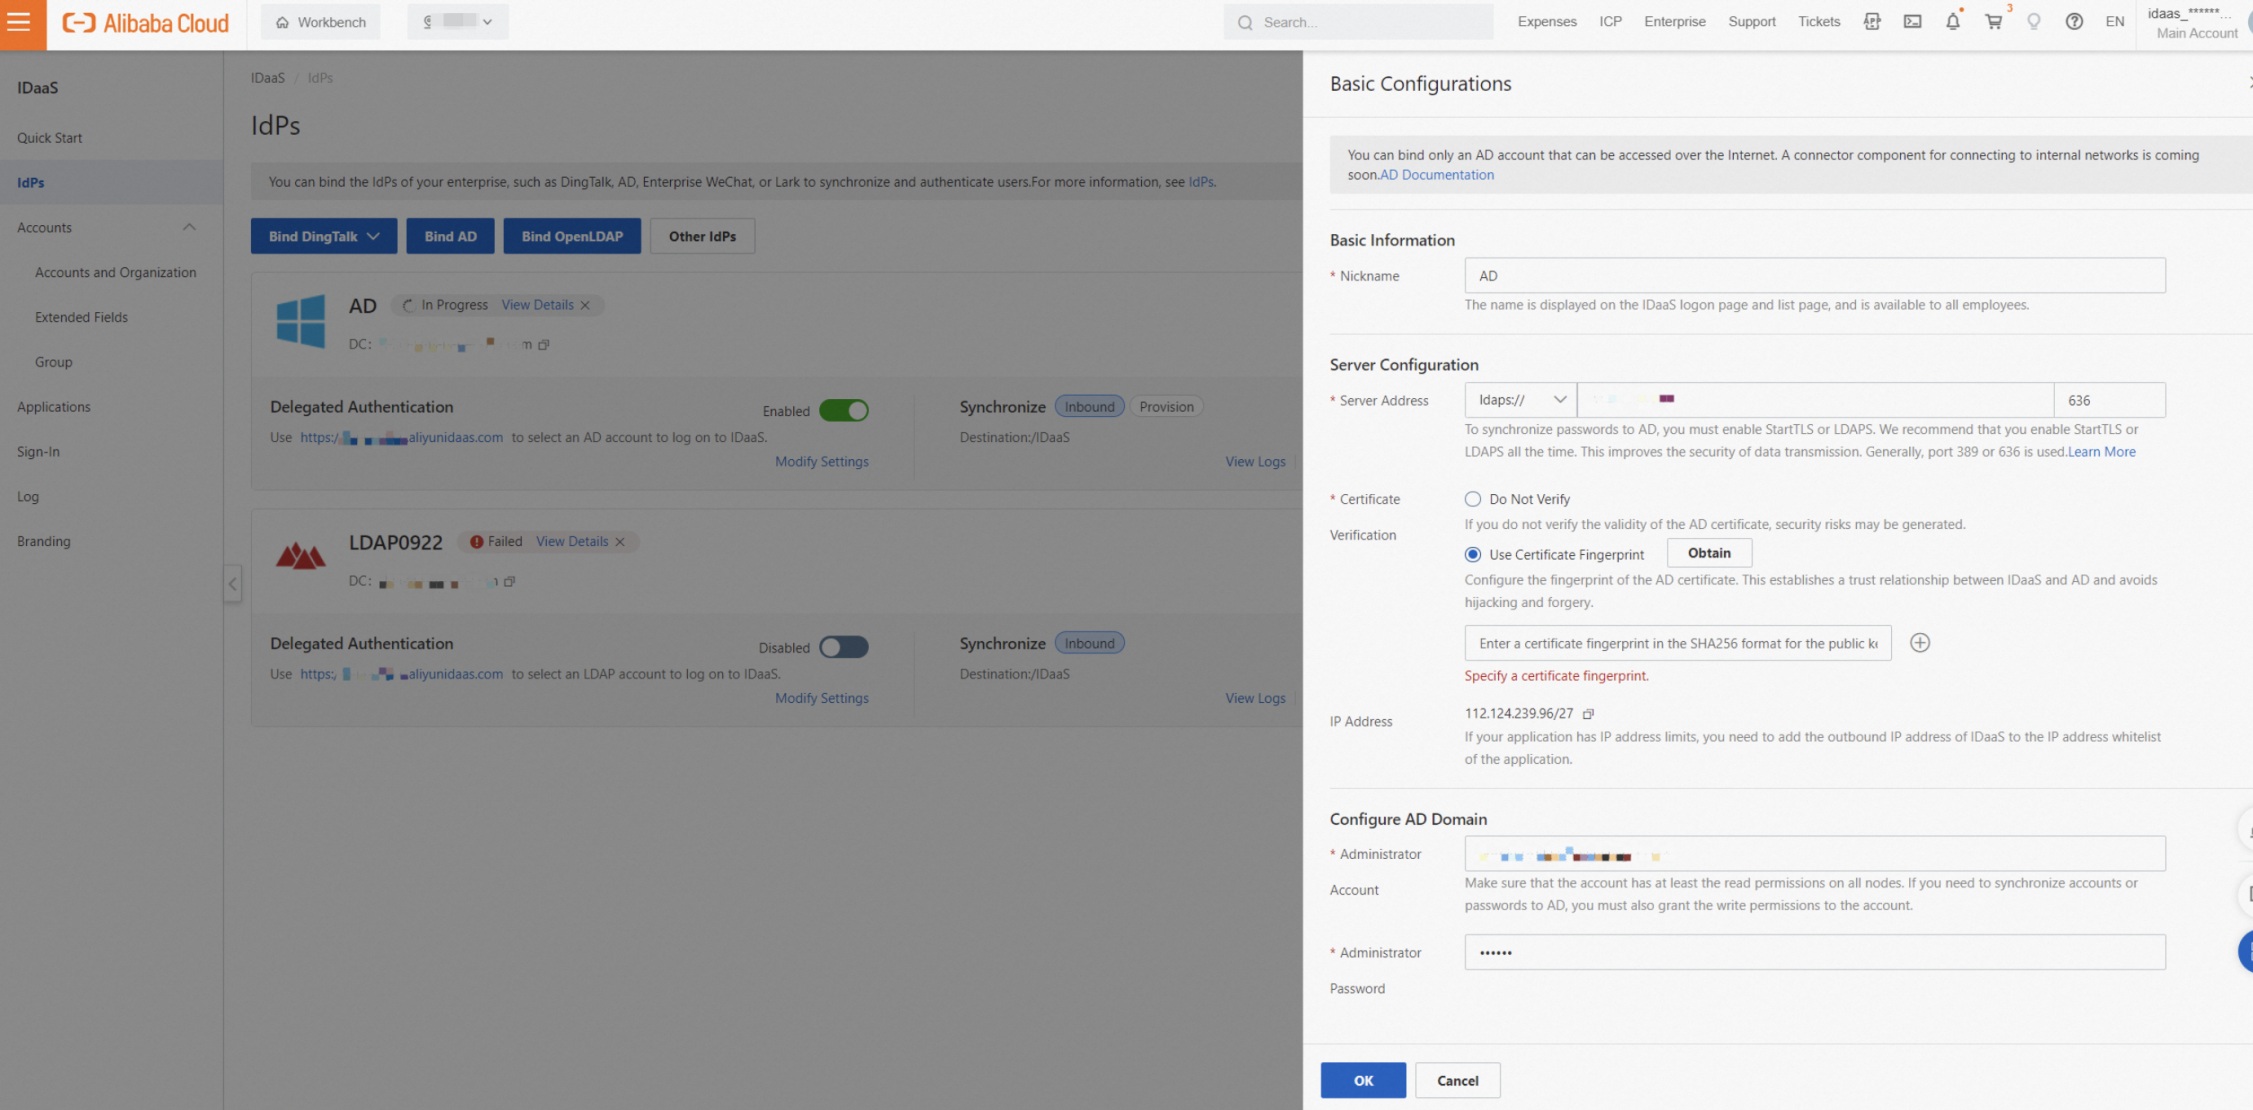 Alibaba Cloud
Workbench
Search...
Expenses
ICP
Enterprise
Support
Tickets
3
EN
idaas_******...
Main Account
IDaaS
Quick Start
IdPs
Accounts
Accounts and Organization
Extended Fields
Group
Applications
Sign-In
Log
Branding
IDaaS / IdPs
IdPs
You can bind the IdPs of your enterprise, such as DingTalk, AD, Enterprise WeChat, or Lark to synchronize and authenticate users.For more information, see IdPs.
Bind DingTalk
Bind AD
Bind OpenLDAP
Other IdPs
AD
In Progress View Details
DC: m
Delegated Authentication
Enabled
Use https:/ aliyunidaas.com to select an AD account to log on to IDaaS.
Modify Settings
Synchronize Inbound Provision
Destination:/IDaaS
View Logs
LDAP0922
Failed View Details
DC:
Delegated Authentication
Disabled
Use https:/ aliyunidaas.com to select an LDAP account to log on to IDaaS.
Modify Settings
Synchronize Inbound
Destination:/IDaaS
View Logs
Basic Configurations
You can bind only an AD account that can be accessed over the Internet. A connector component for connecting to internal networks is coming
soon.AD Documentation
Basic Information
* Nickname
AD
The name is displayed on the IDaaS logon page and list page, and is available to all employees.
Server Configuration
* Server Address
ldaps://
636
To synchronize passwords to AD, you must enable StartTLS or LDAPS. We recommend that you enable StartTLS or
LDAPS all the time. This improves the security of data transmission. Generally, port 389 or 636 is used.Learn More
* Certificate
Verification
Do Not Verify
If you do not verify the validity of the AD certificate, security risks may be generated.
Use Certificate Fingerprint
Obtain
Configure the fingerprint of the AD certificate. This establishes a trust relationship between IDaaS and AD and avoids
hijacking and forgery.
Enter a certificate fingerprint in the SHA256 format for the public ke
Specify a certificate fingerprint.
IP Address
112.124.239.96/27
If your application has IP address limits, you need to add the outbound IP address of IDaaS to the IP address whitelist
of the application.
Configure AD Domain
* Administrator
Account
Make sure that the account has at least the read permissions on all nodes. If you need to synchronize accounts or
passwords to AD, you must also grant the write permissions to the account.
* Administrator
Password
••••••
OK
Cancel